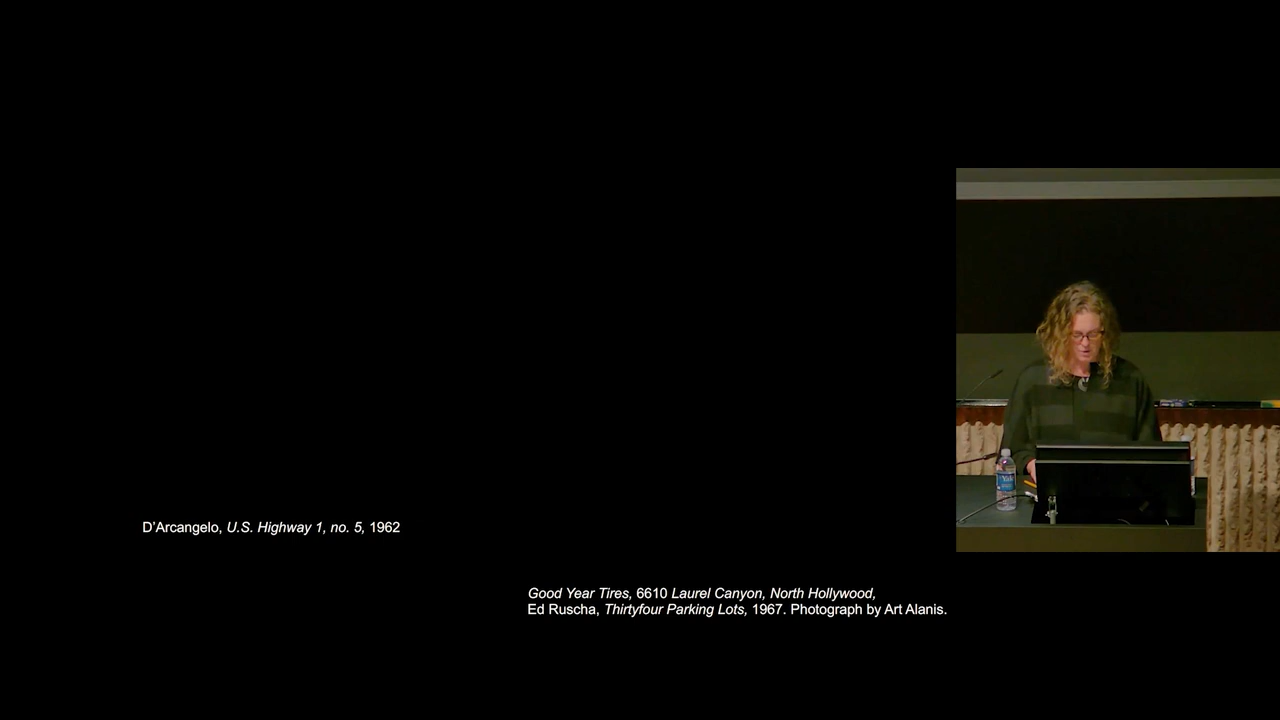 D'Arcangelo, U.S. Highway 1, no. 5, 1962
Good Year Tires, 6610 Laurel Canyon, North Hollywood,
Ed Ruscha, Thirtyfour Parking Lots, 1967. Photograph by Art Alanis.